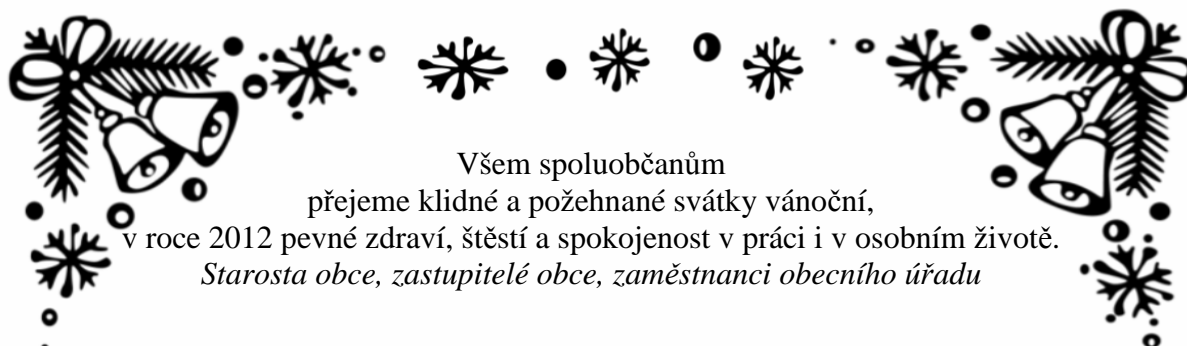 Všem spoluobčanům
přejeme klidné a požehnané svátky vánoční,
v roce 2012 pevné zdraví, štěstí a spokojenost v práci i v osobním životě.
Starosta obce, zastupitelé obce, zaměstnanci obecního úřadu